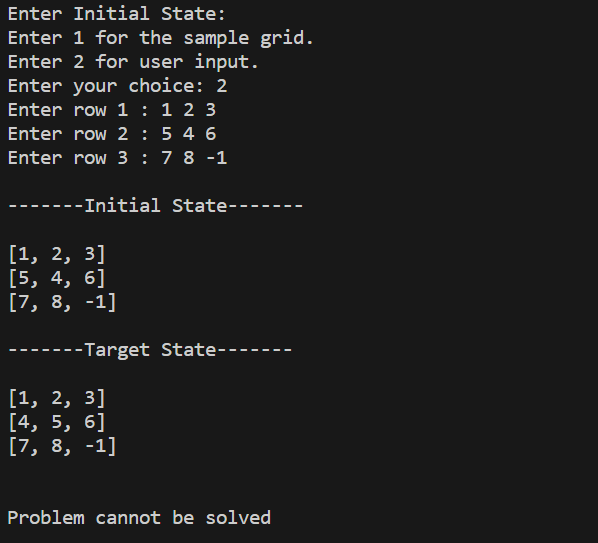 Enter Initial State:
Enter 1 for the sample grid.
Enter 2 for user input.
Enter your choice: 2
Enter row 1 : 1 2 3
Enter row 2 : 5 4 6
Enter row 3 : 7 8 -1
-------Initial State-------
[1, 2, 3]
[5, 4, 6]
[7, 8, -1]
-------Target State-------
[1, 2, 3]
[4, 5, 6]
[7, 8, -1]
Problem cannot be solved